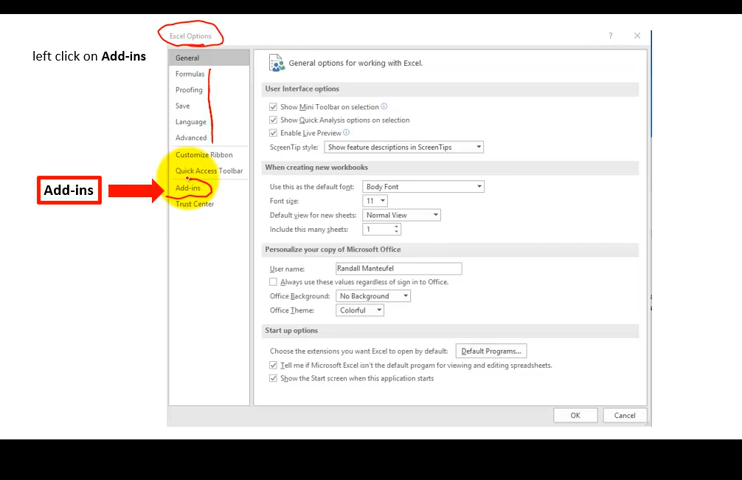 Excel Options
? ×
left click on Add-ins
General
Formulas
Proofing
Save
Language
Advanced
Customize Ribbon
Quick Access Toolbar
Add-ins
Trust Center
Add-ins
General options for working with Excel.
User Interface options
Show Mini Toolbar on selection
Show Quick Analysis options on selection
Enable Live Preview
ScreenTip style: Show feature descriptions in ScreenTips
When creating new workbooks
Use this as the default font: Body Font
Font size: 11
Default view for new sheets: Normal View
Include this many sheets: 1
Personalize your copy of Microsoft Office
User name: Randall Manteufel
Always use these values regardless of sign in to Office.
Office Background: No Background
Office Theme: Colorful
Start up options
Choose the extensions you want Excel to open by default: Default Programs...
Tell me if Microsoft Excel isn't the default progam for viewing and editing spreadsheets.
Show the Start screen when this application starts
OK Cancel